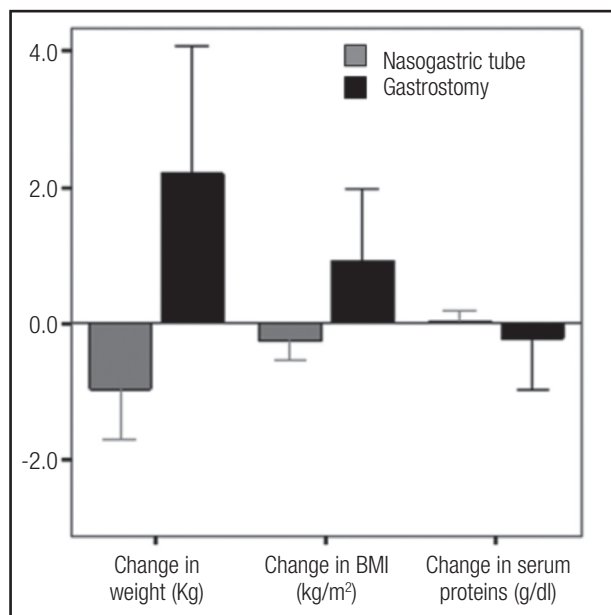 4.0
2.0
0.0
-2.0
Nasogastric tube
Gastrostomy
Change in
weight (Kg)
Change in BMI
(kg/m²)
Change in serum
proteins (g/dl)